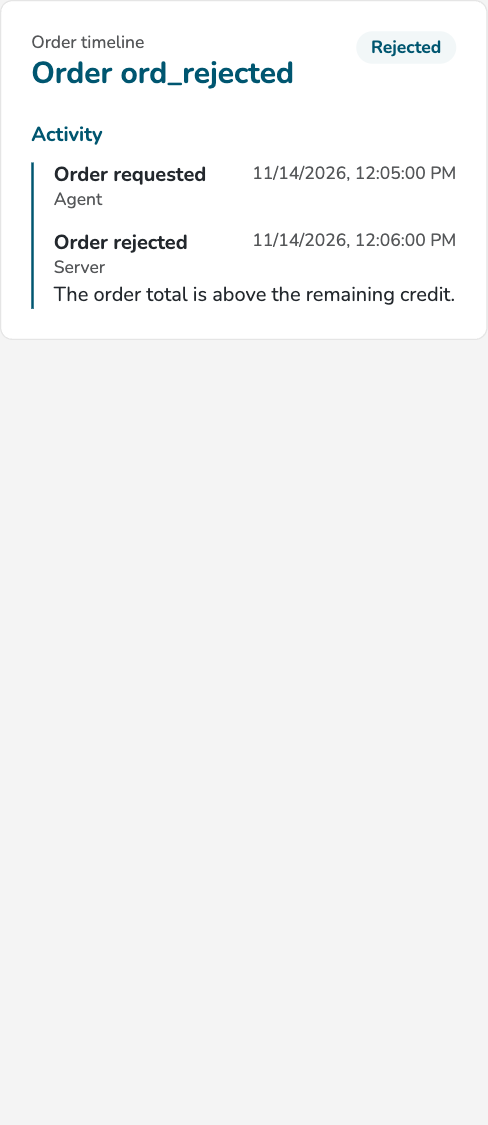 Order timeline
Rejected
Order ord_rejected
Activity
Order requested
11/14/2026, 12:05:00 PM
Agent
Order rejected
11/14/2026, 12:06:00 PM
Server
The order total is above the remaining credit.